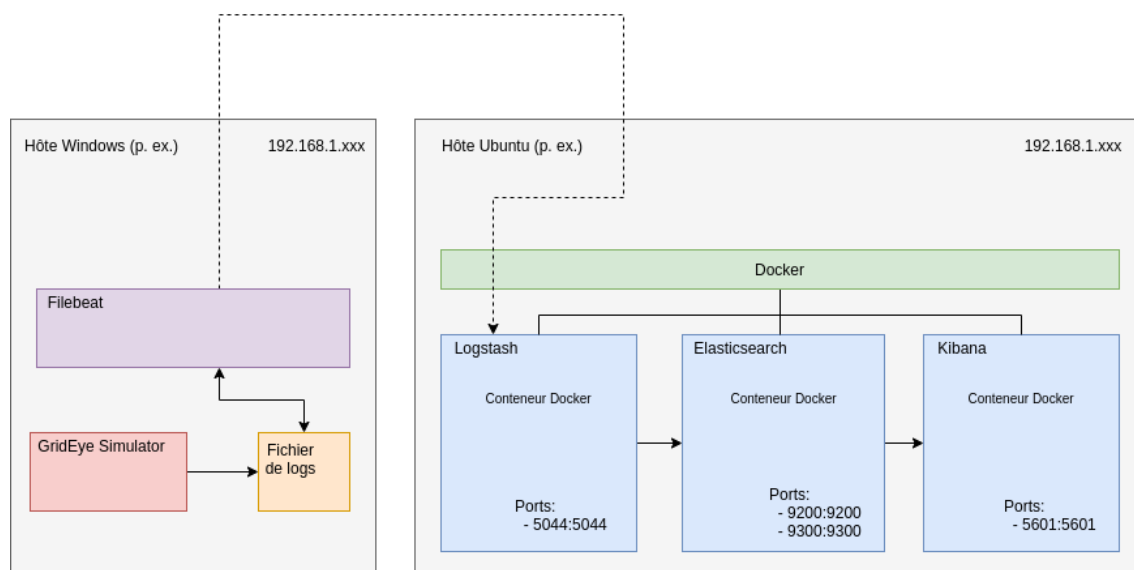 Hôte Windows (p. ex.)
192.168.1.xxx
Filebeat
GridEye Simulator
Fichier
de logs
Hôte Ubuntu (p. ex.)
192.168.1.xxx
Docker
Logstash
Conteneur Docker
Ports:
- 5044:5044
Elasticsearch
Conteneur Docker
Ports:
- 9200:9200
- 9300:9300
Kibana
Conteneur Docker
Ports:
- 5601:5601